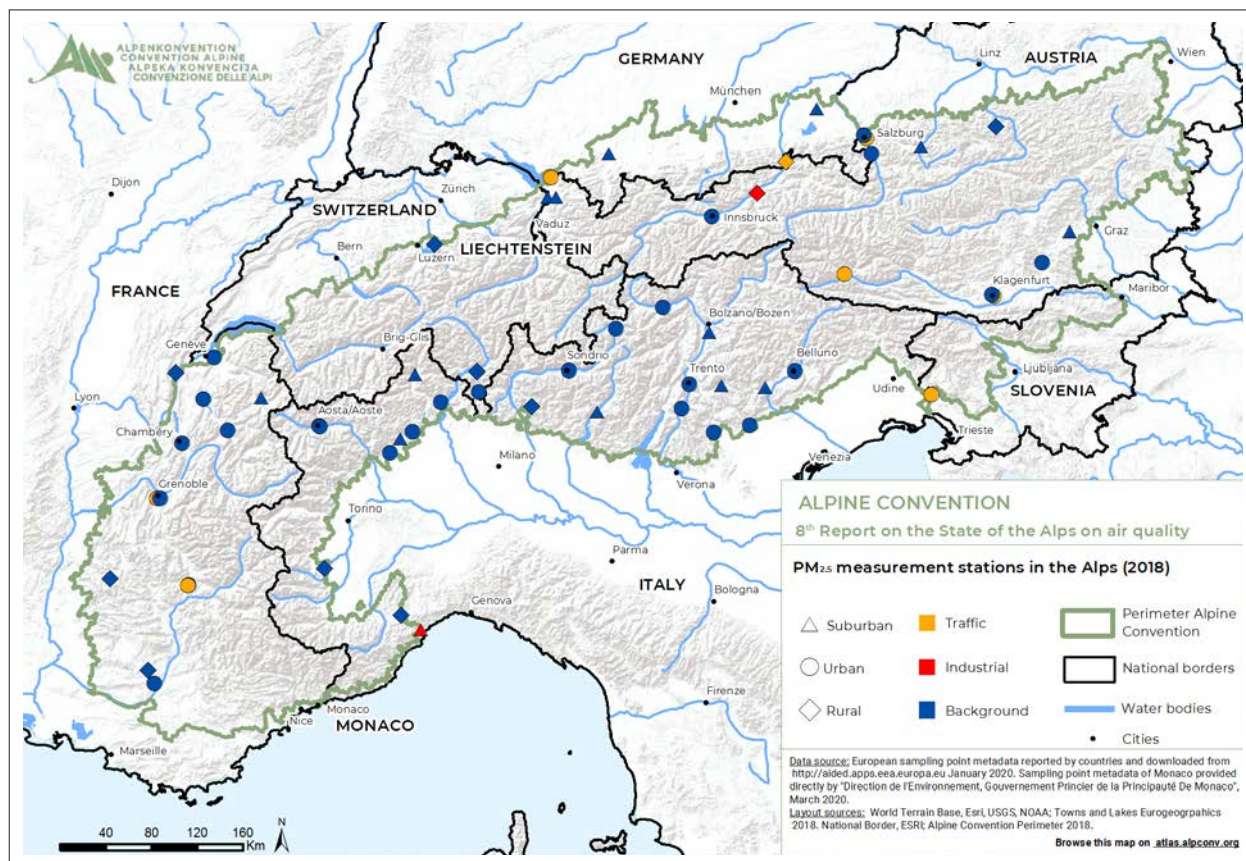 ALPENKONVENTION
CONVENTION ALPINE
ALPSKA KONVENCIJA
CONVENZIONE DELLE ALPI
GERMANY
Linz
AUSTRIA
Wien
München
Salzburg
Dijon
Zürich
SWITZERLAND
Vaduz
Innsbruck
LIECHTENSTEIN
Bern
Luzern
Graz
FRANCE
Klagenfurt
Maribor
Bolzano/Bozen
Genève
Brig-Glis
Sondrio
Belluno
Trento
Ljubljana
Udine
SLOVENIA
Lyon
Aosta/Aoste
Chambéry
Trieste
Milano
Venezia
Verona
Grenoble
Torino
Parma
ITALY
Bologna
Genova
Firenze
Monaco
Nice
MONACO
Marseille
ALPINE CONVENTION
8th Report on the State of the Alps on air quality
PM2.5 measurement stations in the Alps (2018)
Suburban
Traffic
Perimeter Alpine
Convention
Urban
Industrial
National borders
Rural
Background
Water bodies
Cities
Data source: European sampling point metadata reported by countries and downloaded from
http://aided.apps.eea.europa.eu January 2020. Sampling point metadata of Monaco provided
directly by "Direction de l'Environnement, Gouvernement Princier de la Principauté De Monaco",
March 2020.
Layout sources: World Terrain Base, Esri, USGS, NOAA; Towns and Lakes Eurogeogrpahics
2018. National Border, ESRI; Alpine Convention Perimeter 2018.
Browse this map on atlas.alpconv.org
40 80 120 160
Km
N